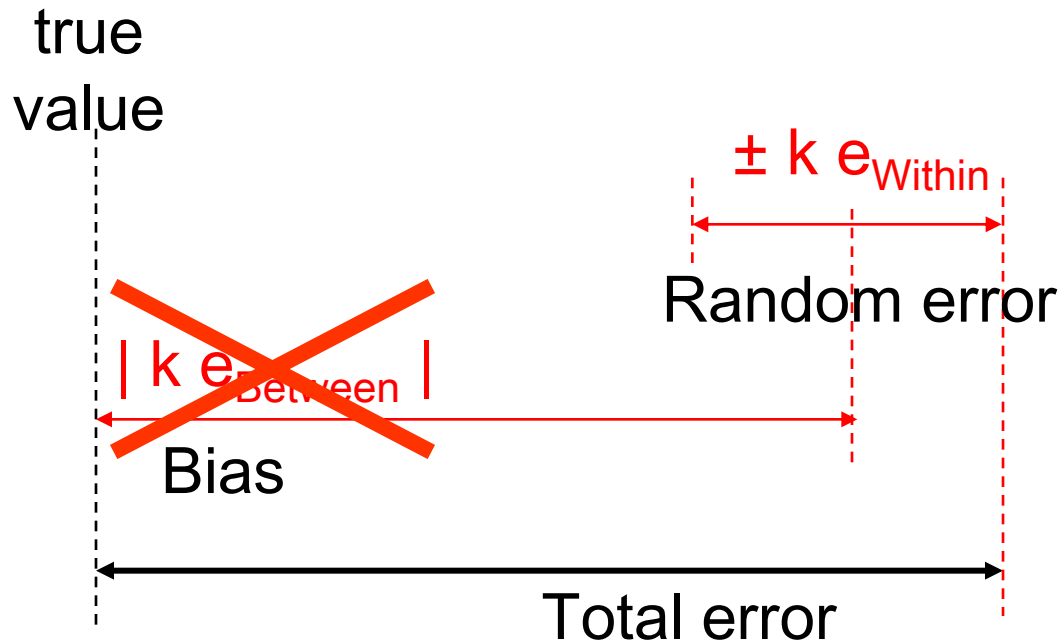 true
value
± k eWithin
Random error
| k eBetween |
Bias
Total error